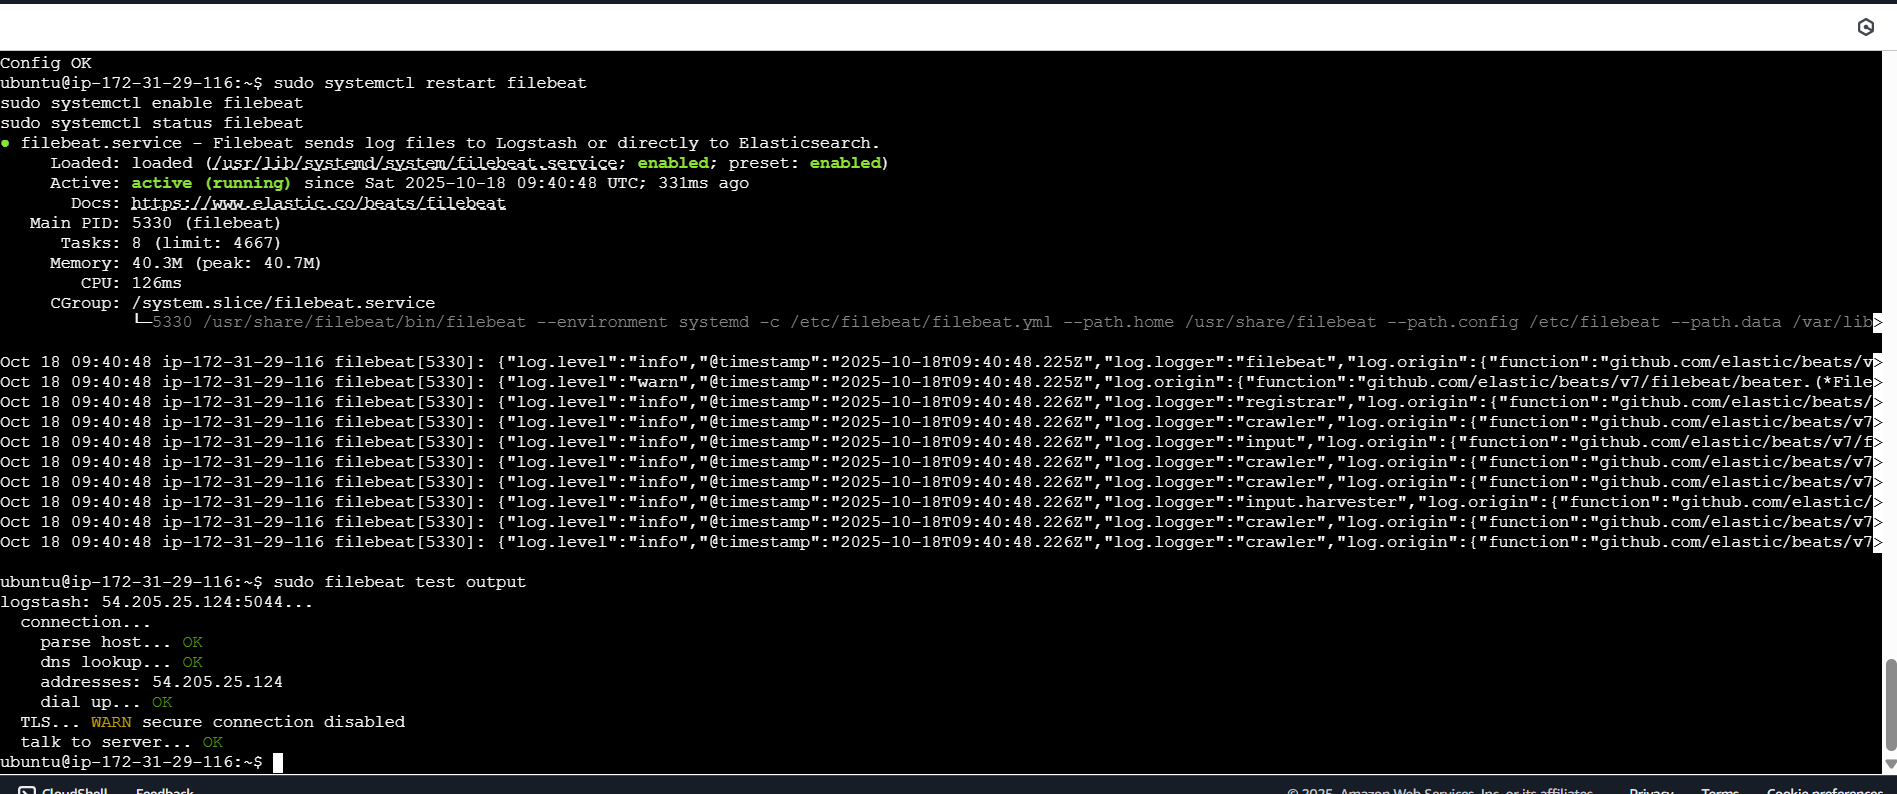 Config OK
ubuntu@ip-172-31-29-116:~$ sudo systemctl restart filebeat
sudo systemctl enable filebeat
sudo systemctl status filebeat
● filebeat.service - Filebeat sends log files to Logstash or directly to Elasticsearch.
     Loaded: loaded (/usr/lib/systemd/system/filebeat.service; enabled; preset: enabled)
     Active: active (running) since Sat 2025-10-18 09:40:48 UTC; 331ms ago
       Docs: https://www.elastic.co/beats/filebeat
   Main PID: 5330 (filebeat)
      Tasks: 8 (limit: 4667)
     Memory: 40.3M (peak: 40.7M)
        CPU: 126ms
     CGroup: /system.slice/filebeat.service
             └─5330 /usr/share/filebeat/bin/filebeat --environment systemd -c /etc/filebeat/filebeat.yml --path.home /usr/share/filebeat --path.config /etc/filebeat --path.data /var/lib>
Oct 18 09:40:48 ip-172-31-29-116 filebeat[5330]: {"log.level":"info","@timestamp":"2025-10-18T09:40:48.225Z","log.logger":"filebeat","log.origin":{"function":"github.com/elastic/beats/v>
Oct 18 09:40:48 ip-172-31-29-116 filebeat[5330]: {"log.level":"warn","@timestamp":"2025-10-18T09:40:48.225Z","log.origin":{"function":"github.com/elastic/beats/v7/filebeat/beater.(*File>
Oct 18 09:40:48 ip-172-31-29-116 filebeat[5330]: {"log.level":"info","@timestamp":"2025-10-18T09:40:48.226Z","log.logger":"registrar","log.origin":{"function":"github.com/elastic/beats/>
Oct 18 09:40:48 ip-172-31-29-116 filebeat[5330]: {"log.level":"info","@timestamp":"2025-10-18T09:40:48.226Z","log.logger":"crawler","log.origin":{"function":"github.com/elastic/beats/v7>
Oct 18 09:40:48 ip-172-31-29-116 filebeat[5330]: {"log.level":"info","@timestamp":"2025-10-18T09:40:48.226Z","log.logger":"input","log.origin":{"function":"github.com/elastic/beats/v7/f>
Oct 18 09:40:48 ip-172-31-29-116 filebeat[5330]: {"log.level":"info","@timestamp":"2025-10-18T09:40:48.226Z","log.logger":"crawler","log.origin":{"function":"github.com/elastic/beats/v7>
Oct 18 09:40:48 ip-172-31-29-116 filebeat[5330]: {"log.level":"info","@timestamp":"2025-10-18T09:40:48.226Z","log.logger":"crawler","log.origin":{"function":"github.com/elastic/beats/v7>
Oct 18 09:40:48 ip-172-31-29-116 filebeat[5330]: {"log.level":"info","@timestamp":"2025-10-18T09:40:48.226Z","log.logger":"input.harvester","log.origin":{"function":"github.com/elastic/>
Oct 18 09:40:48 ip-172-31-29-116 filebeat[5330]: {"log.level":"info","@timestamp":"2025-10-18T09:40:48.226Z","log.logger":"crawler","log.origin":{"function":"github.com/elastic/beats/v7>
Oct 18 09:40:48 ip-172-31-29-116 filebeat[5330]: {"log.level":"info","@timestamp":"2025-10-18T09:40:48.226Z","log.logger":"crawler","log.origin":{"function":"github.com/elastic/beats/v7>
ubuntu@ip-172-31-29-116:~$ sudo filebeat test output
logstash: 54.205.25.124:5044...
  connection...
    parse host... OK
    dns lookup... OK
    addresses: 54.205.25.124
    dial up... OK
  TLS... WARN secure connection disabled
  talk to server... OK
ubuntu@ip-172-31-29-116:~$
CloudShell Feedback © 2025, Amazon Web Services, Inc. or its affiliates. Privacy Terms Cookie preferences